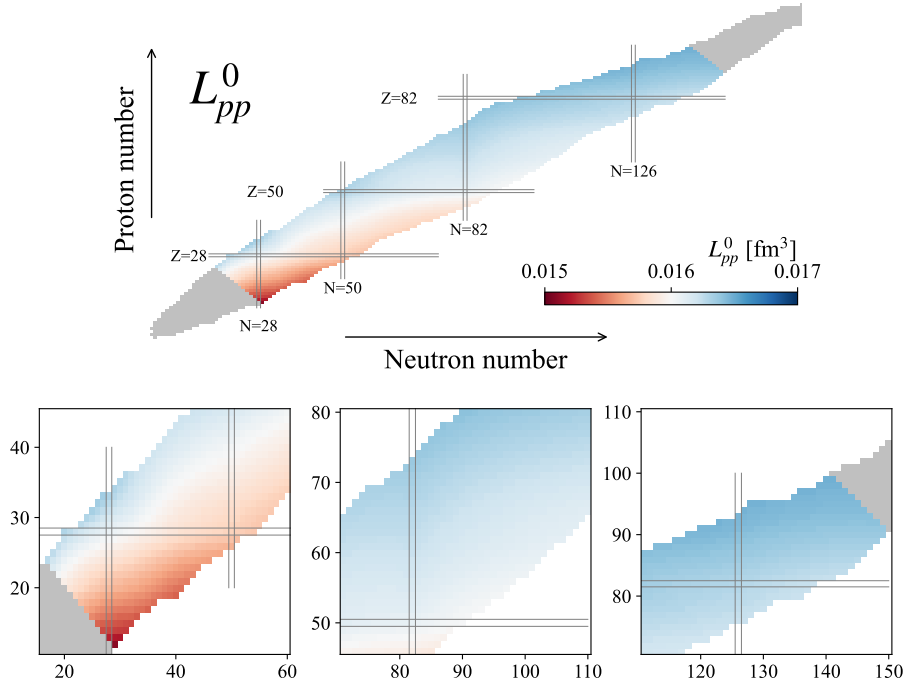 Proton number
L⁰ₚₚ
Z=82
Z=50
Z=28
N=126
N=82
N=50
N=28
L⁰ₚₚ [fm³]
0.015 0.016 0.017
Neutron number
40
30
20
20 40 60
80
70
60
50
80 90 100 110
110
100
90
80
120 130 140 150